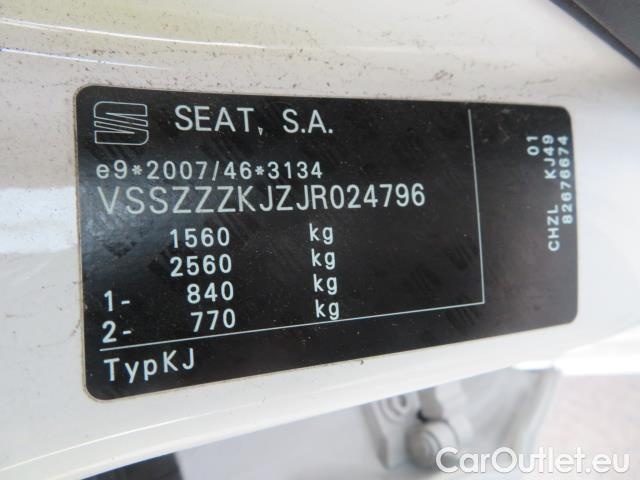 SEAT, S.A.
e9*2007/46*3134
VSSZZZKJZJR024796
1560 kg
2560 kg
1- 840 kg
2- 770 kg
TypKJ
01
CHZL KJ49
82676674
CarOutlet.eu